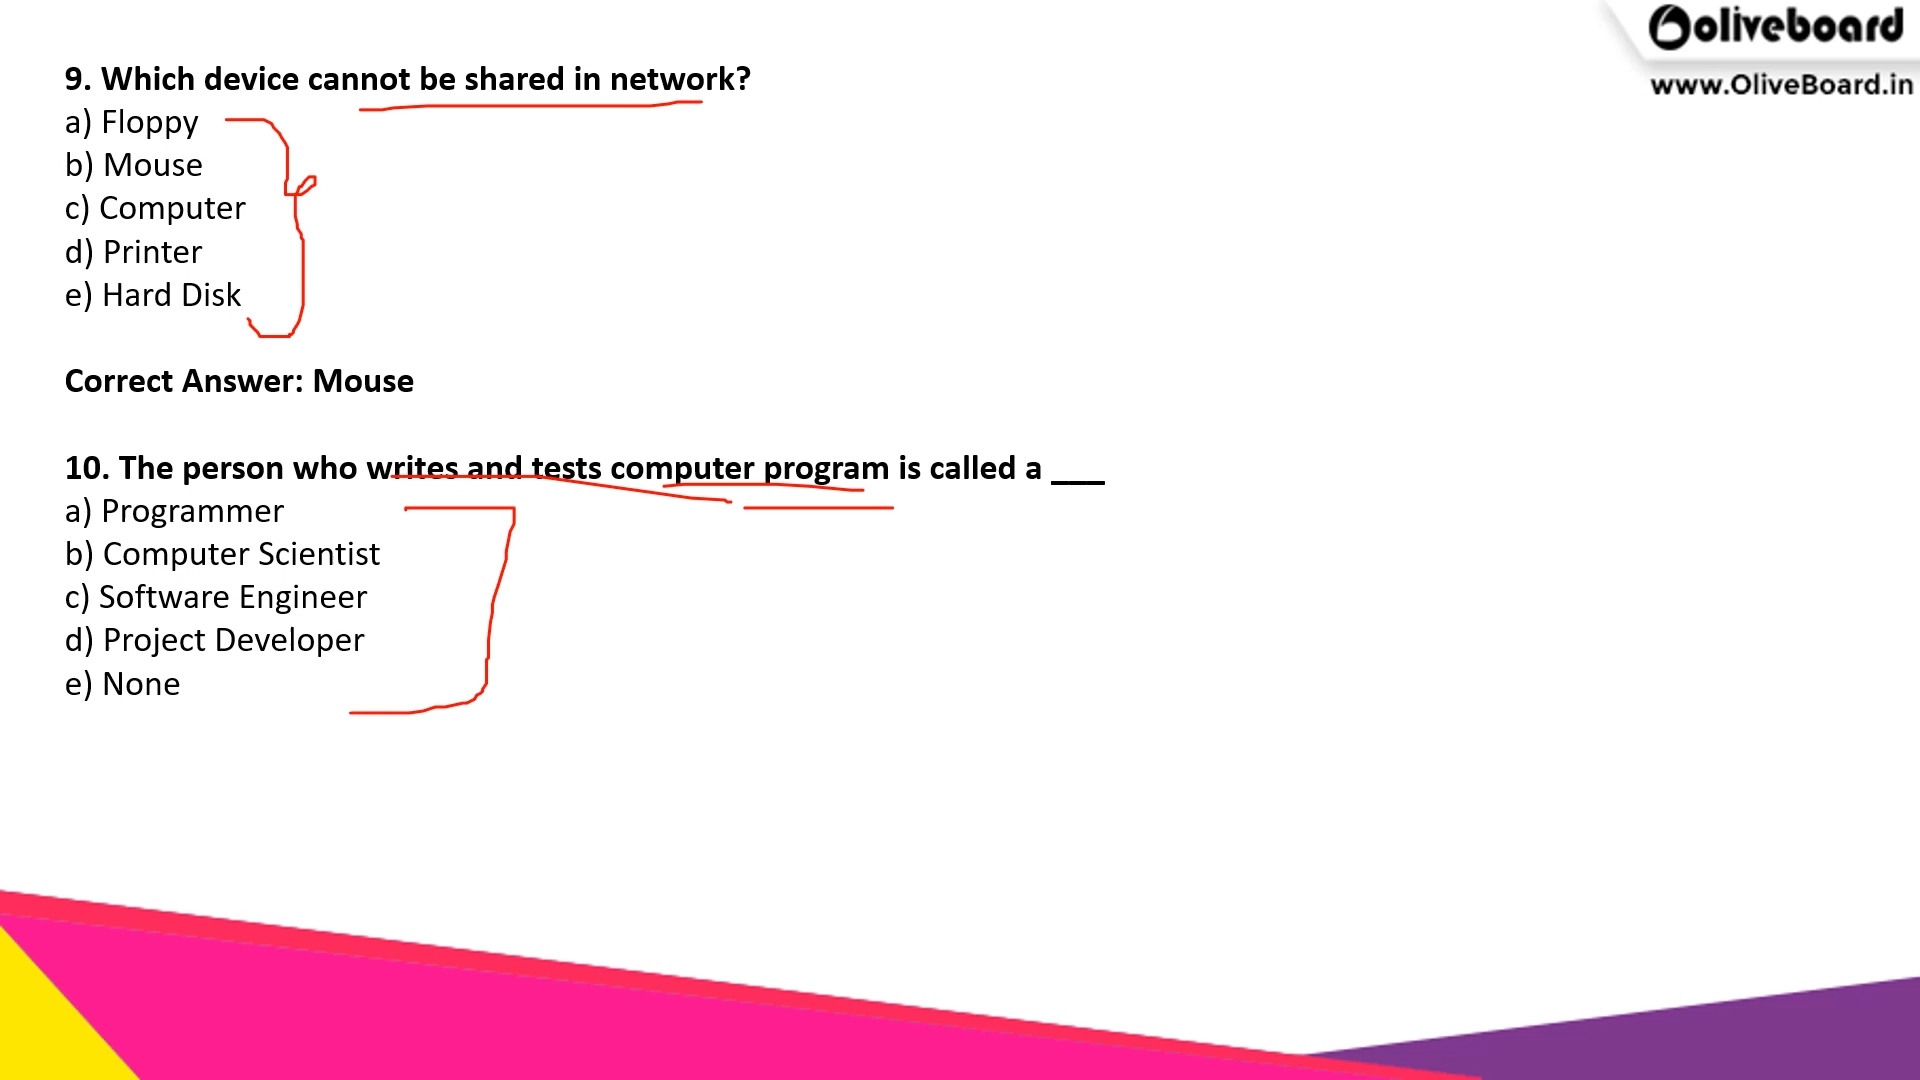 oliveboard
www.OliveBoard.in
9. Which device cannot be shared in network?
a) Floppy
b) Mouse
c) Computer
d) Printer
e) Hard Disk
Correct Answer: Mouse
10. The person who writes and tests computer program is called a ___
a) Programmer
b) Computer Scientist
c) Software Engineer
d) Project Developer
e) None